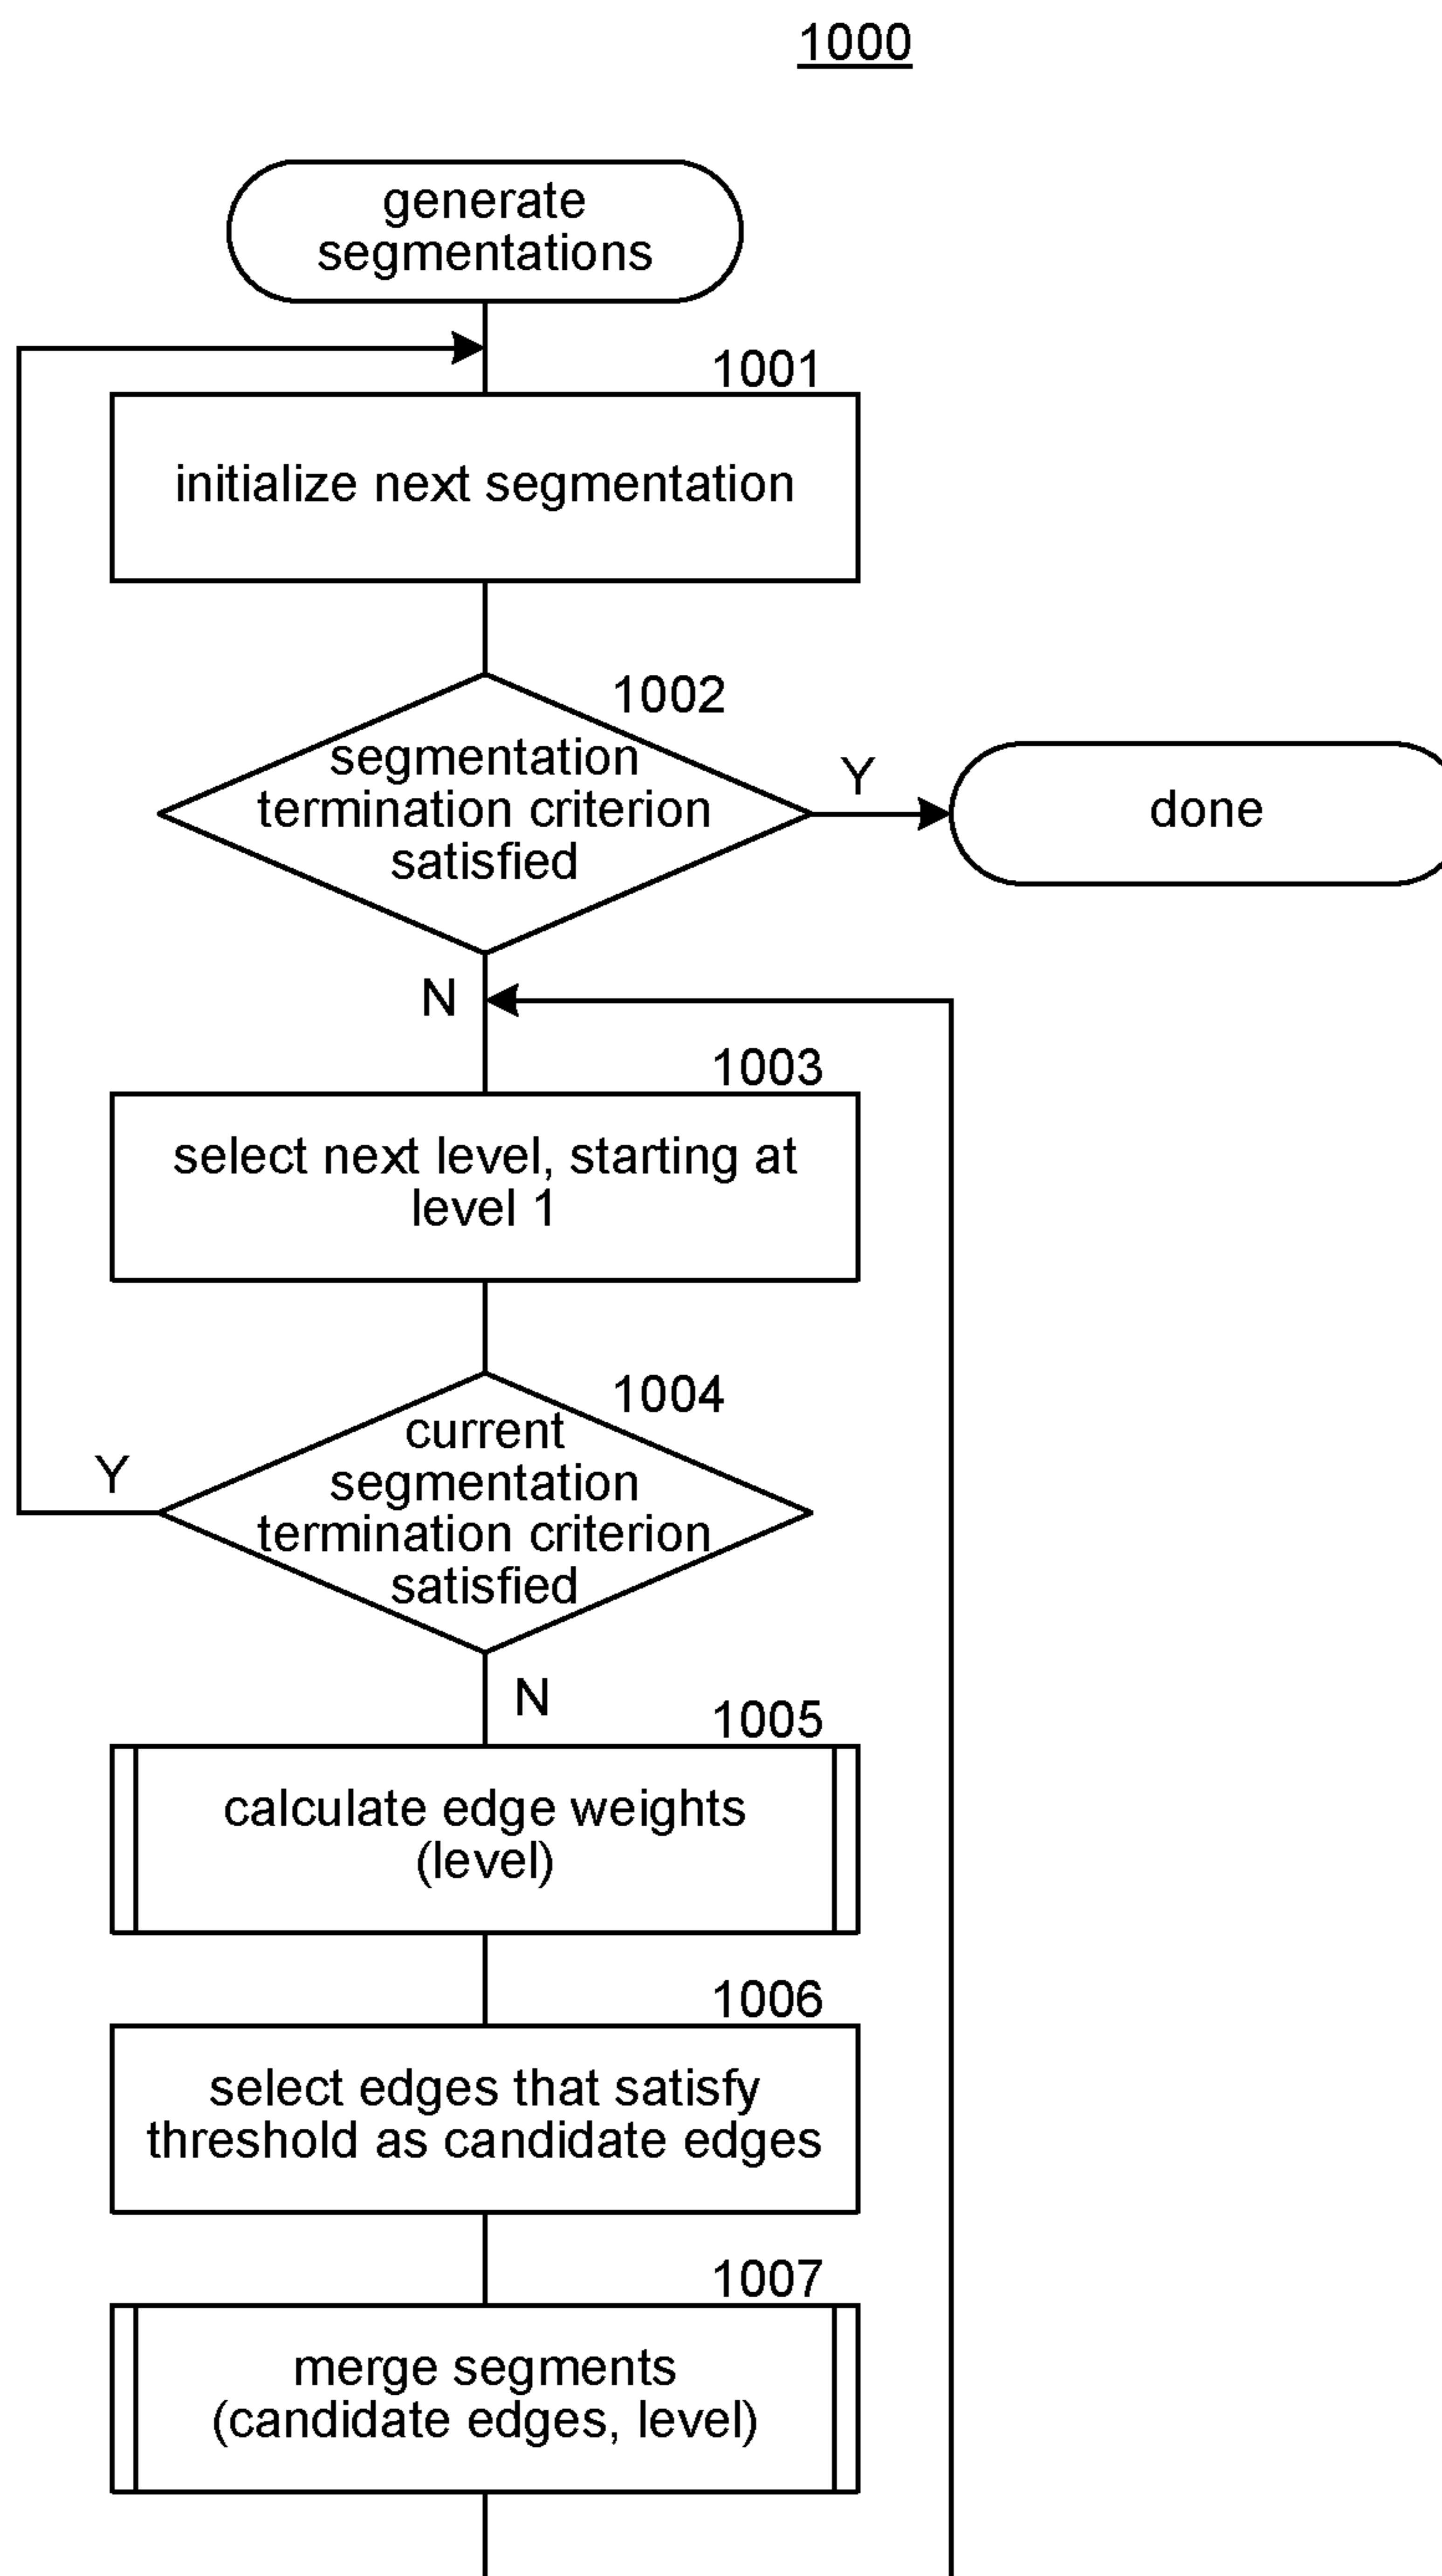 1000
generate
segmentations
1001
initialize next segmentation
1002
segmentation
termination criterion
satisfied
Y
done
N
1003
select next level, starting at
level 1
1004
current
segmentation
termination criterion
satisfied
Y
N
1005
calculate edge weights
(level)
1006
select edges that satisfy
threshold as candidate edges
1007
merge segments
(candidate edges, level)